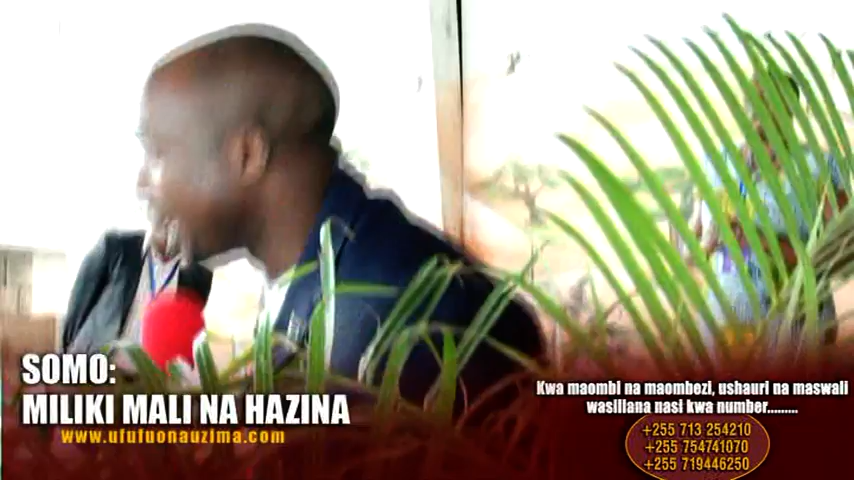 SOMO:
MILIKI MALI NA HAZINA
www.ufufuonauzima.com
Kwa maombi na maombezi, ushauri na maswali
wasiliana nasi kwa number.........
+255 713 254210
+255 754741070
+255 719446250